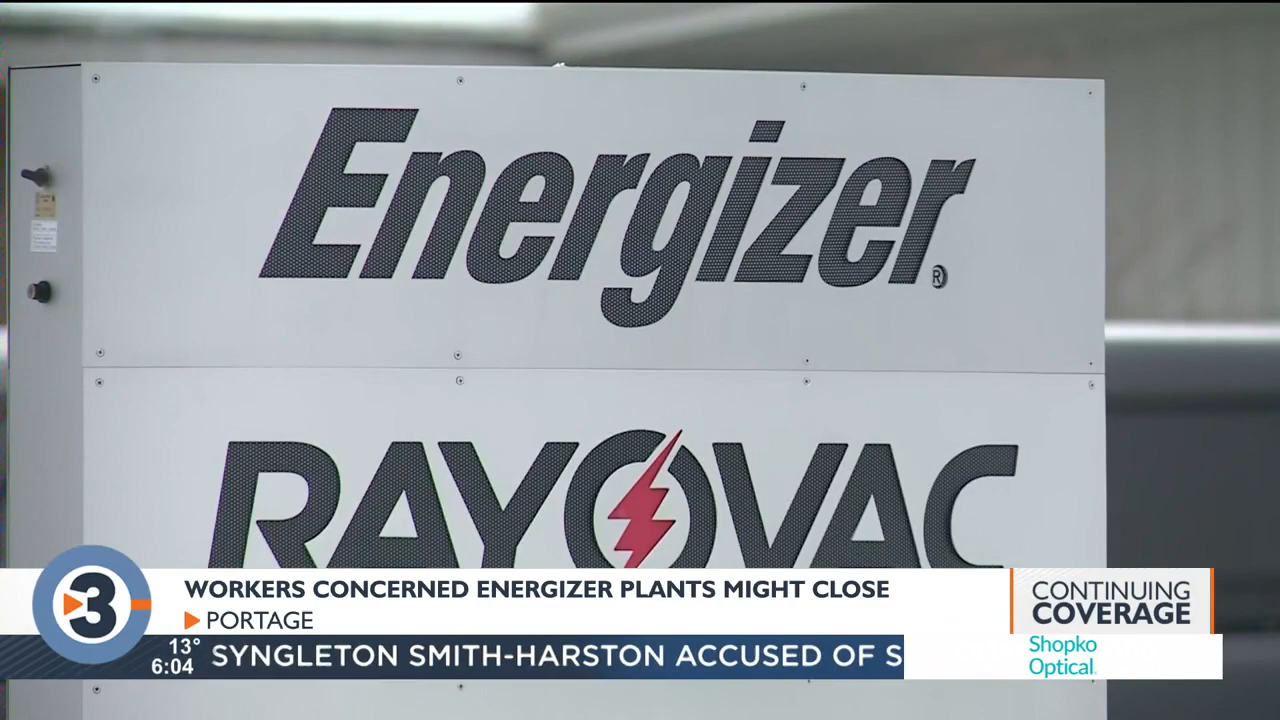 Energizer®
RAYOVAC
3
WORKERS CONCERNED ENERGIZER PLANTS MIGHT CLOSE
PORTAGE
CONTINUING
COVERAGE
13°
6:04
SYNGLETON SMITH-HARSTON ACCUSED OF S
Shopko
Optical